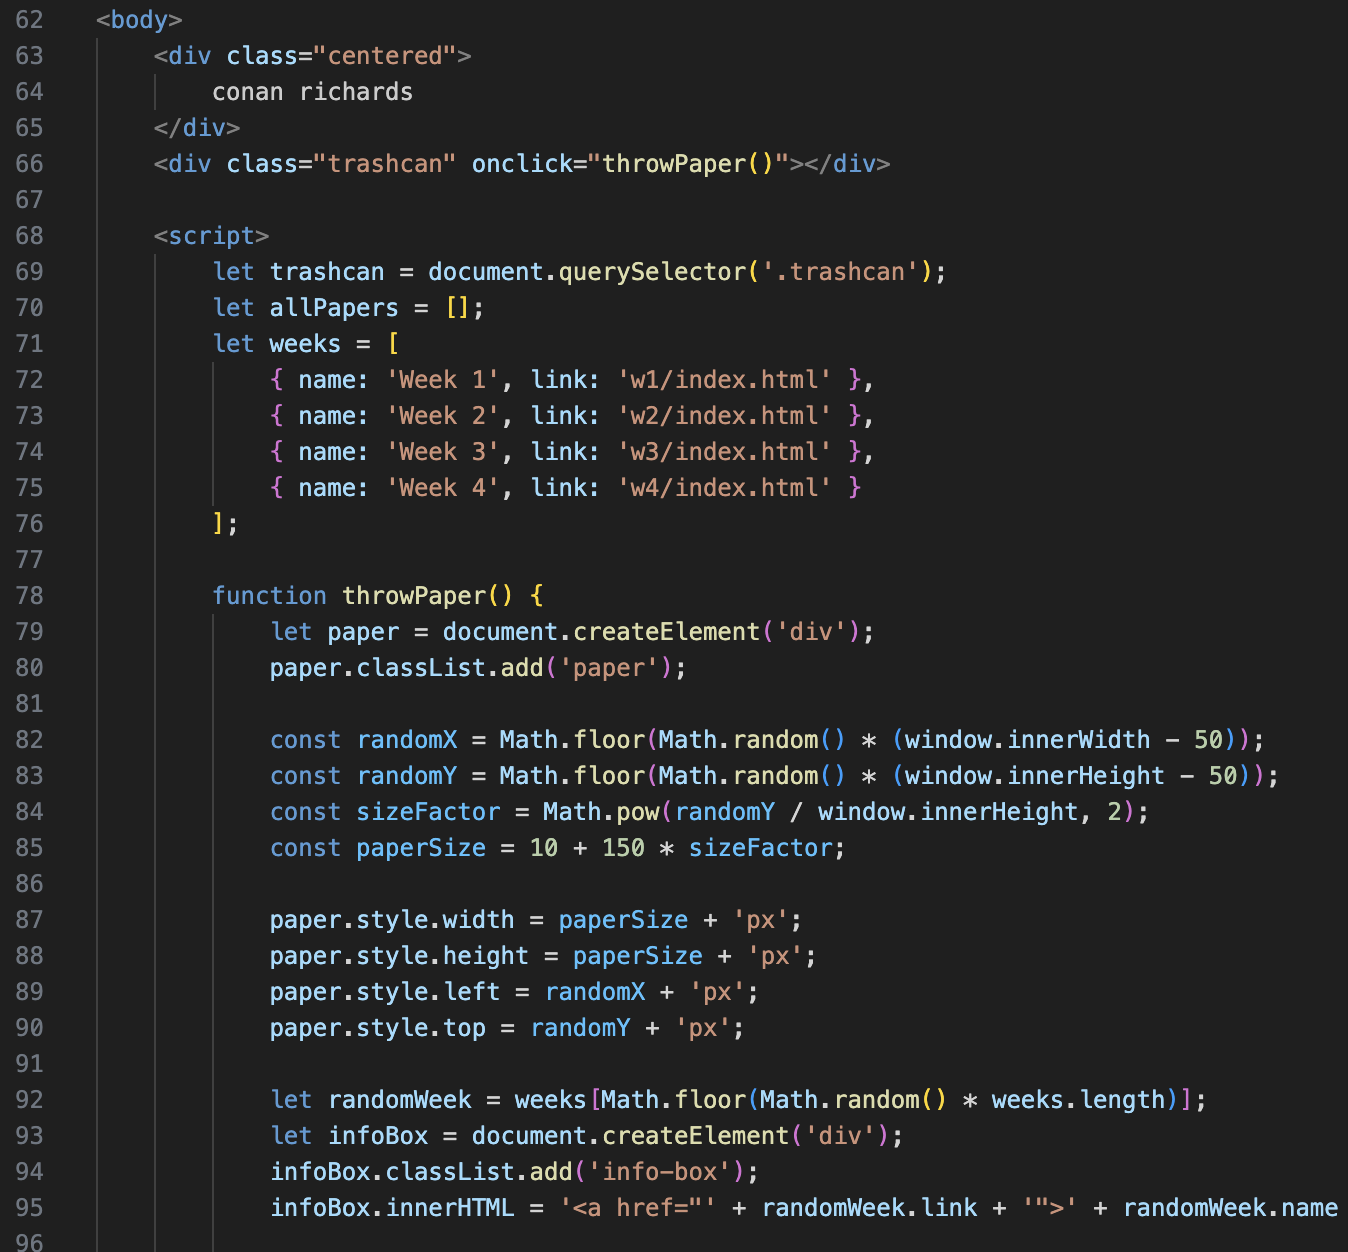 62 <body>
63 <div class="centered">
64 conan richards
65 </div>
66 <div class="trashcan" onclick="throwPaper()"></div>
67
68 <script>
69 let trashcan = document.querySelector('.trashcan');
70 let allPapers = [];
71 let weeks = [
72 { name: 'Week 1', link: 'w1/index.html' },
73 { name: 'Week 2', link: 'w2/index.html' },
74 { name: 'Week 3', link: 'w3/index.html' },
75 { name: 'Week 4', link: 'w4/index.html' }
76 ];
77
78 function throwPaper() {
79 let paper = document.createElement('div');
80 paper.classList.add('paper');
81
82 const randomX = Math.floor(Math.random() * (window.innerWidth - 50));
83 const randomY = Math.floor(Math.random() * (window.innerHeight - 50));
84 const sizeFactor = Math.pow(randomY / window.innerHeight, 2);
85 const paperSize = 10 + 150 * sizeFactor;
86
87 paper.style.width = paperSize + 'px';
88 paper.style.height = paperSize + 'px';
89 paper.style.left = randomX + 'px';
90 paper.style.top = randomY + 'px';
91
92 let randomWeek = weeks[Math.floor(Math.random() * weeks.length)];
93 let infoBox = document.createElement('div');
94 infoBox.classList.add('info-box');
95 infoBox.innerHTML = '<a href="' + randomWeek.link + '">' + randomWeek.name
96